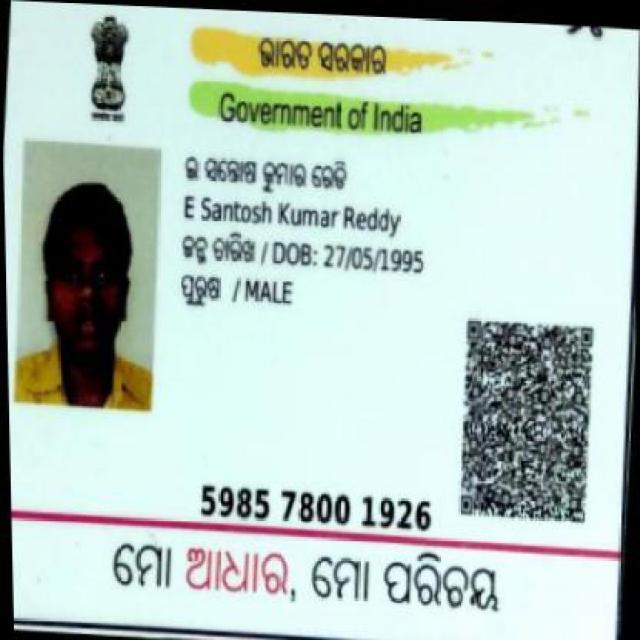 ଭାରତ ସରକାର
Government of India
ଇ ସନ୍ତୋଷ କୁମାର ରେଡି
E Santosh Kumar Reddy
ଜନ୍ମ ତାରିଖ / DOB: 27/05/1995
ପୁରୁଷ / MALE
5985 7800 1926
ମୋ ଆଧାର, ମୋ ପରିଚୟ